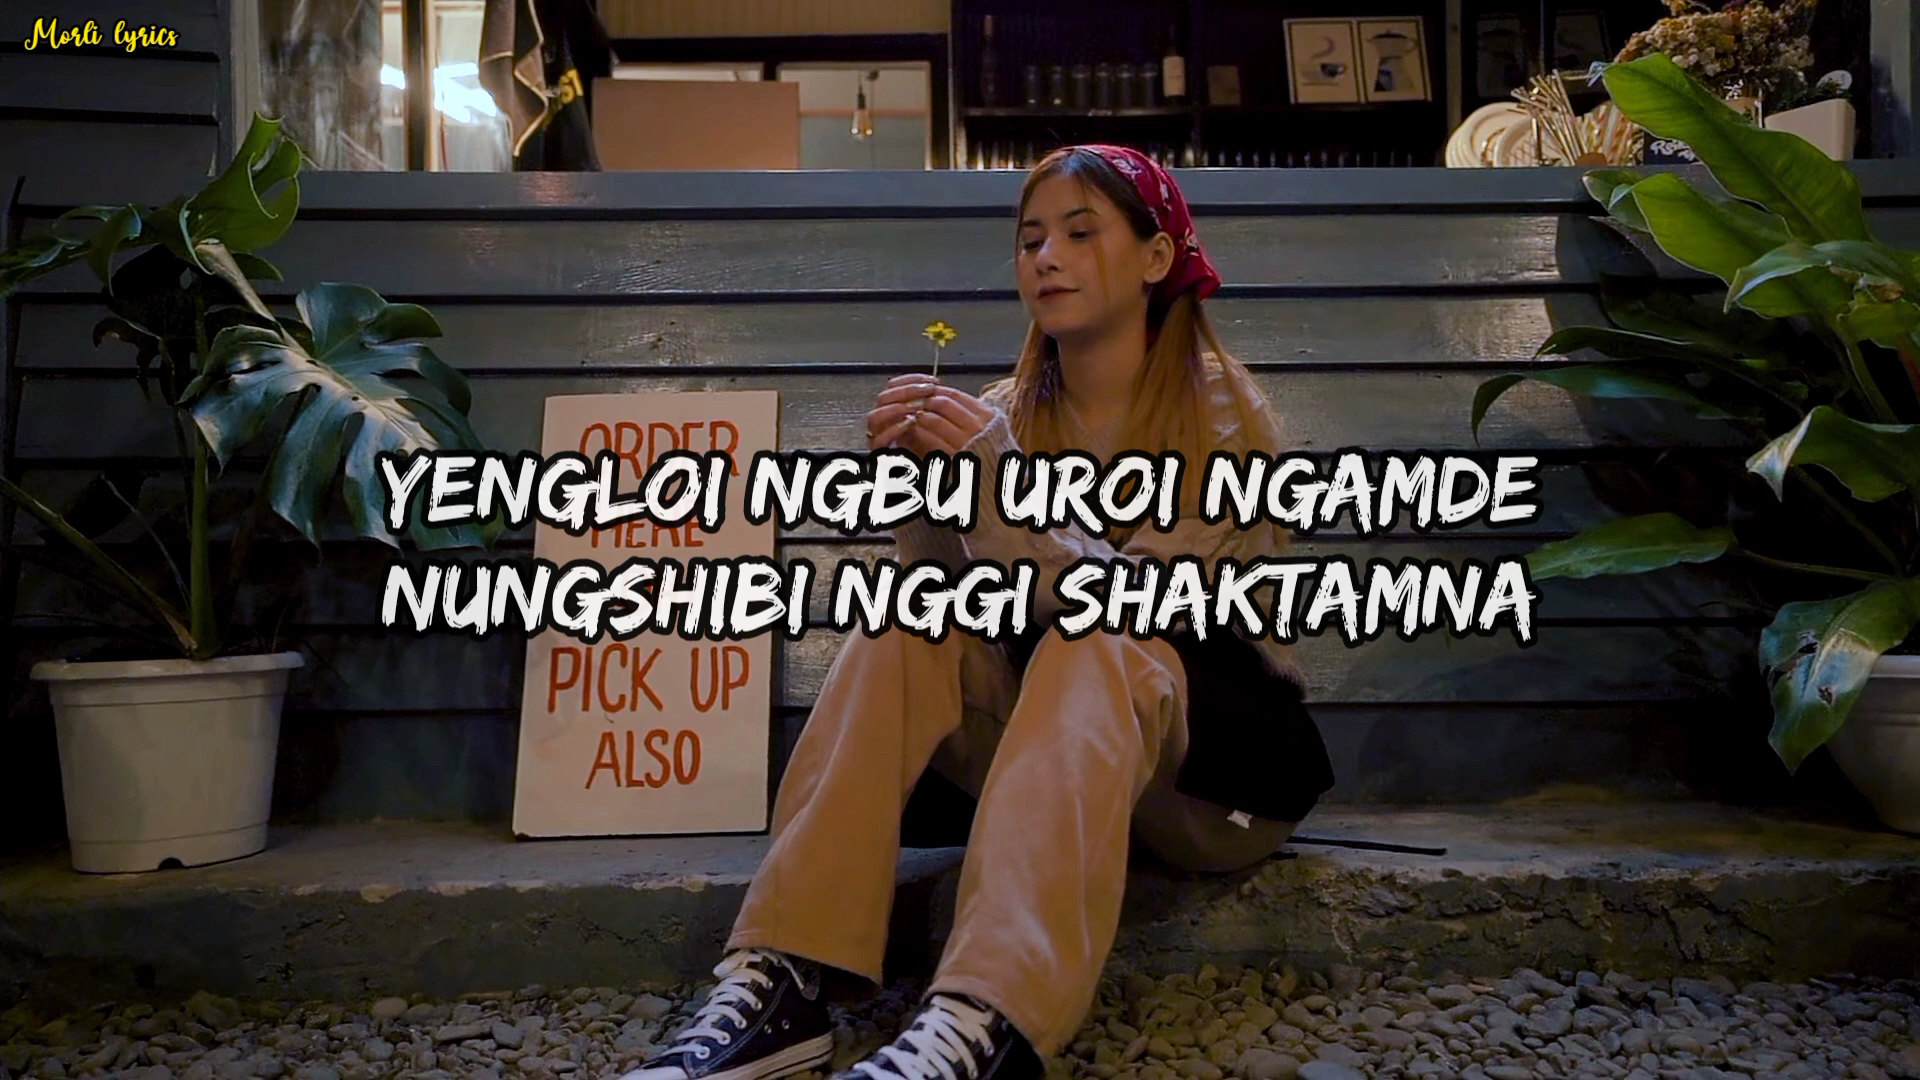 Morli lyrics
YENGLOI NGBU UROI NGAMDE
NUNGSHIBI NGGI SHAKTAMNA
ORDER
HERE
PICK UP
ALSO